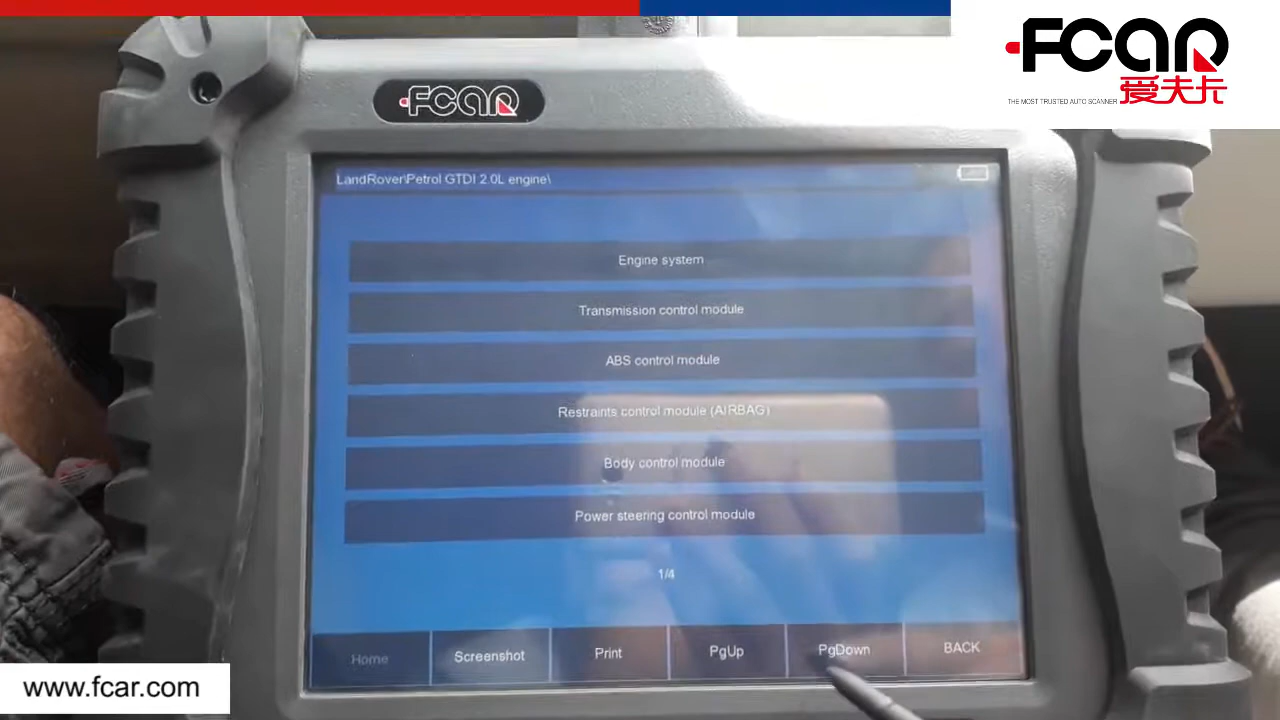 FCAR
THE MOST TRUSTED AUTO SCANNER 爱夫卡
FCAR
LandRover\Petrol GTDI 2.0L engine\
Engine system
Transmission control module
ABS control module
Restraints control module (AIRBAG)
Body control module
Power steering control module
1/4
Home Screenshot Print PgUp PgDown BACK
www.fcar.com